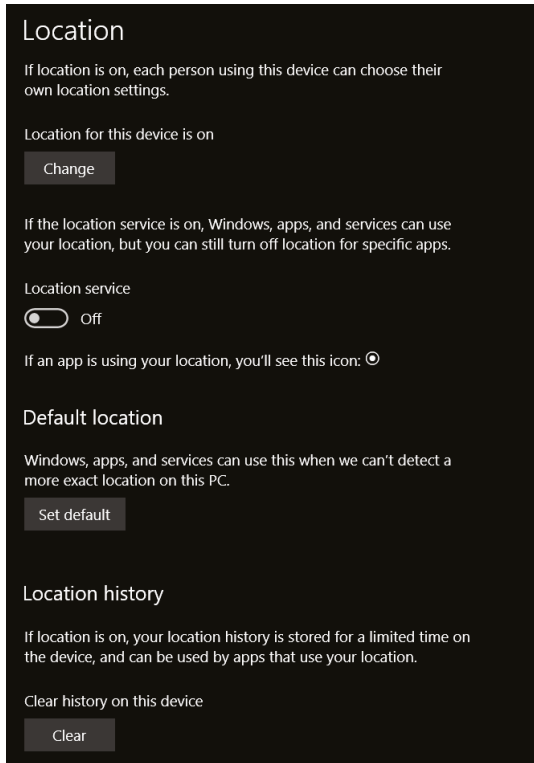 Location
If location is on, each person using this device can choose their
own location settings.
Location for this device is on
Change
If the location service is on, Windows, apps, and services can use
your location, but you can still turn off location for specific apps.
Location service
Off
If an app is using your location, you’ll see this icon:
Default location
Windows, apps, and services can use this when we can’t detect a
more exact location on this PC.
Set default
Location history
If location is on, your location history is stored for a limited time on
the device, and can be used by apps that use your location.
Clear history on this device
Clear